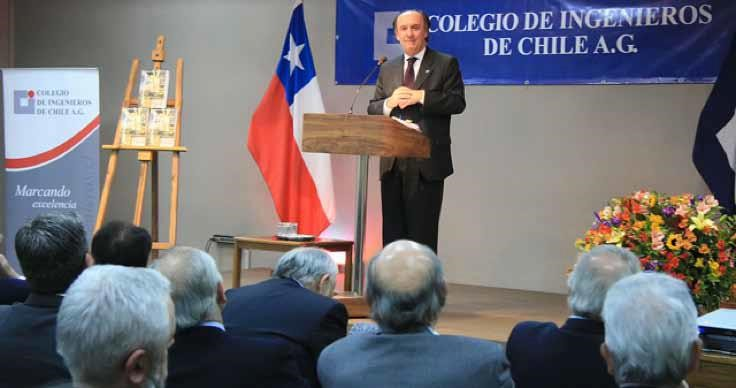 COLEGIO DE INGENIEROS
DE CHILE A.G.
COLEGIO
DE INGENIEROS
DE CHILE A.G.
Marcando
excelencia